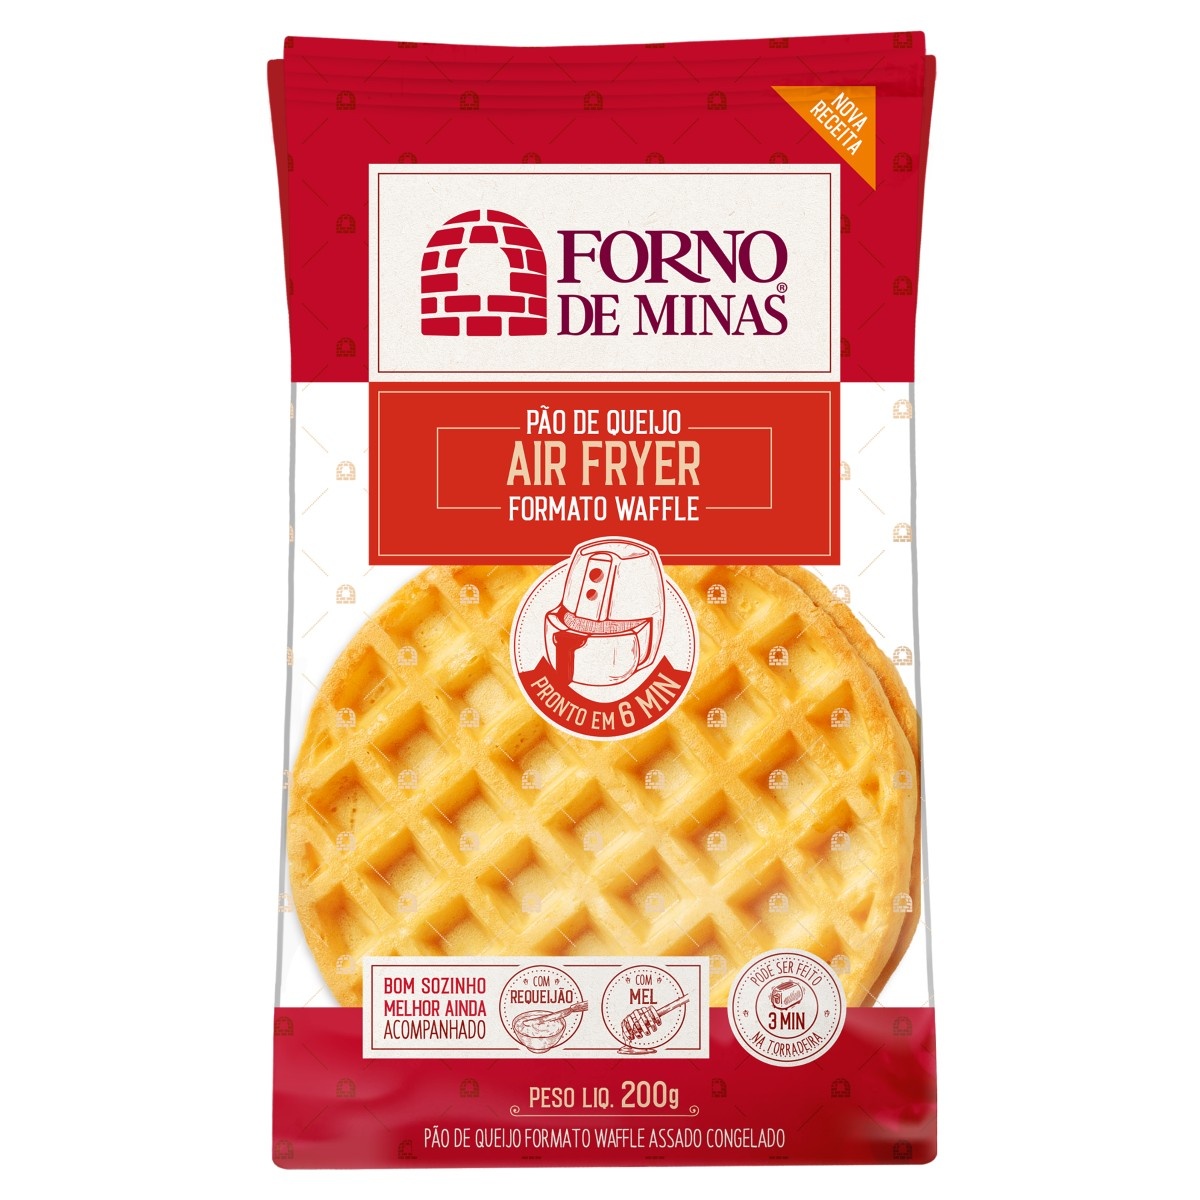 NOVA
RECEITA
FORNO
DE MINAS®
PÃO DE QUEIJO
AIR FRYER
FORMATO WAFFLE
PRONTO EM 6 MIN
BOM SOZINHO
MELHOR AINDA
ACOMPANHADO
COM
REQUEIJÃO
COM
MEL
PODE SER FEITO
3 MIN
NA TORRADEIRA
PESO LIQ. 200g
PÃO DE QUEIJO FORMATO WAFFLE ASSADO CONGELADO